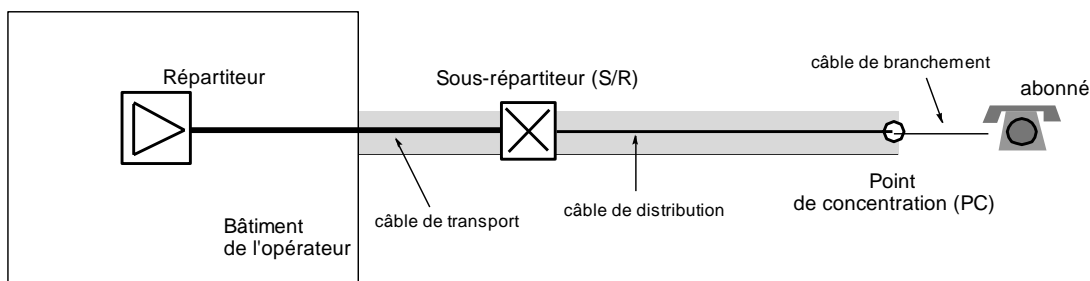 Répartiteur
Sous-répartiteur (S/R)
câble de branchement
abonné
câble de transport
câble de distribution
Point
de concentration (PC)
Bâtiment
de l'opérateur